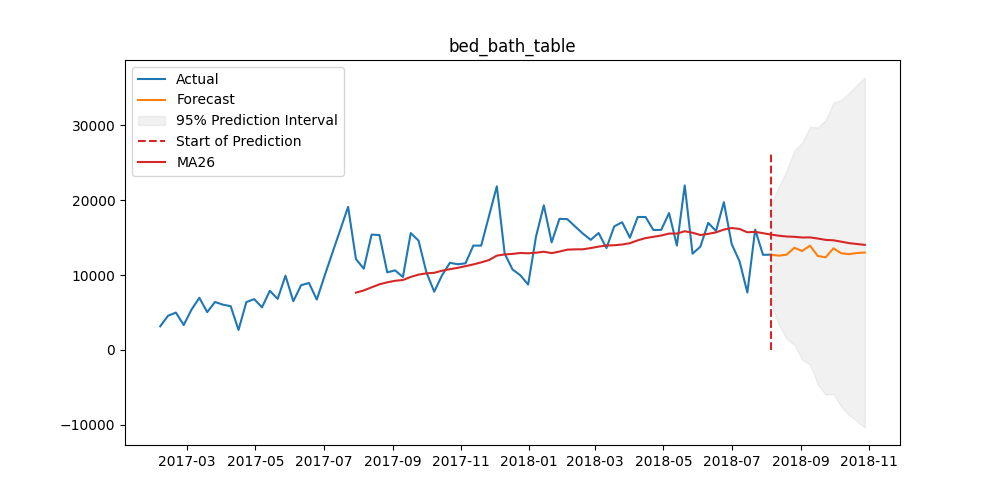 bed_bath_table
Actual
Forecast
95% Prediction Interval
Start of Prediction
MA26
30000
20000
10000
0
−10000
2017-03 2017-05 2017-07 2017-09 2017-11 2018-01 2018-03 2018-05 2018-07 2018-09 2018-11